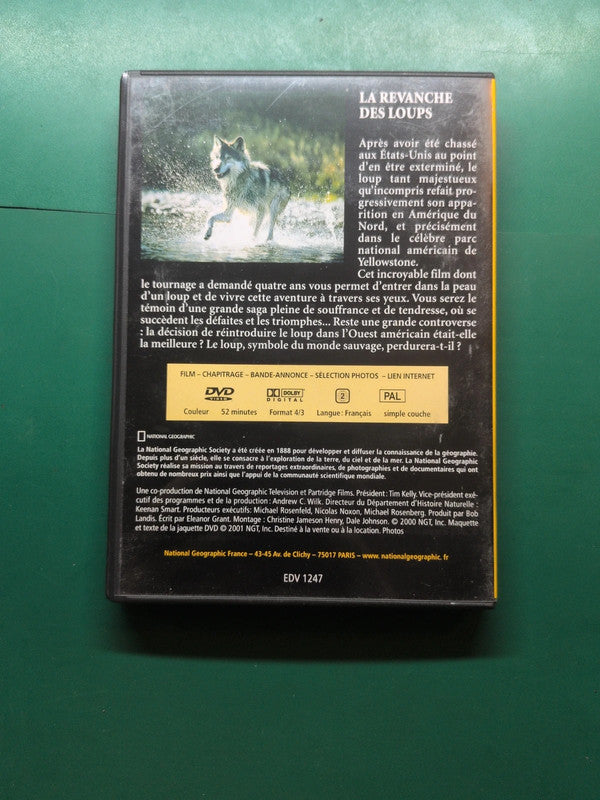 LA REVANCHE
DES LOUPS
Après avoir été chassé
aux États-Unis au point
d'en être exterminé, le
loup tant majestueux
qu'incompris refait pro-
gressivement son appa-
rition en Amérique du
Nord, et précisément
dans le célèbre parc
national américain de
Yellowstone.
Cet incroyable film dont
le tournage a demandé quatre ans vous permet d'entrer dans la peau
d'un loup et de vivre cette aventure à travers ses yeux. Vous serez le
témoin d'une grande saga pleine de souffrance et de tendresse, où se
succèdent les défaites et les triomphes... Reste une grande controverse
: la décision de réintroduire le loup dans l'Ouest américain était-elle
la meilleure ? Le loup, symbole du monde sauvage, perdurera-t-il ?
FILM – CHAPITRAGE – BANDE-ANNONCE – SÉLECTION PHOTOS – LIEN INTERNET
DVD VIDEO DOLBY DIGITAL 2 PAL
Couleur 52 minutes Format 4/3 Langue : Français simple couche
NATIONAL GEOGRAPHIC
La National Geographic Society a été créée en 1888 pour développer et diffuser la connaissance de la géographie.
Depuis plus d'un siècle, elle se consacre à l'exploration de la terre, du ciel et de la mer. La National Geographic
Society réalise sa mission au travers de reportages extraordinaires, de photographies et de documentaires qui ont
obtenu de nombreux prix ainsi que l'appui de la communauté scientifique mondiale.
Une co-production de National Geographic Television et Partridge Films. Président : Tim Kelly. Vice-président exé-
cutif des programmes et de la production : Andrew C. Wilk. Directeur du Département d'Histoire Naturelle :
Keenan Smart. Producteurs exécutifs: Michael Rosenfeld, Nicolas Noxon, Michael Rosenberg. Produit par Bob
Landis. Écrit par Eleanor Grant. Montage : Christine Jameson Henry, Dale Johnson. © 2000 NGT, Inc. Maquette
et texte de la jaquette DVD © 2001 NGT, Inc. Destiné à la vente ou à la location. Photos
National Geographic France – 43-45 Av. de Clichy – 75017 PARIS – www. nationalgeographic. fr
EDV 1247